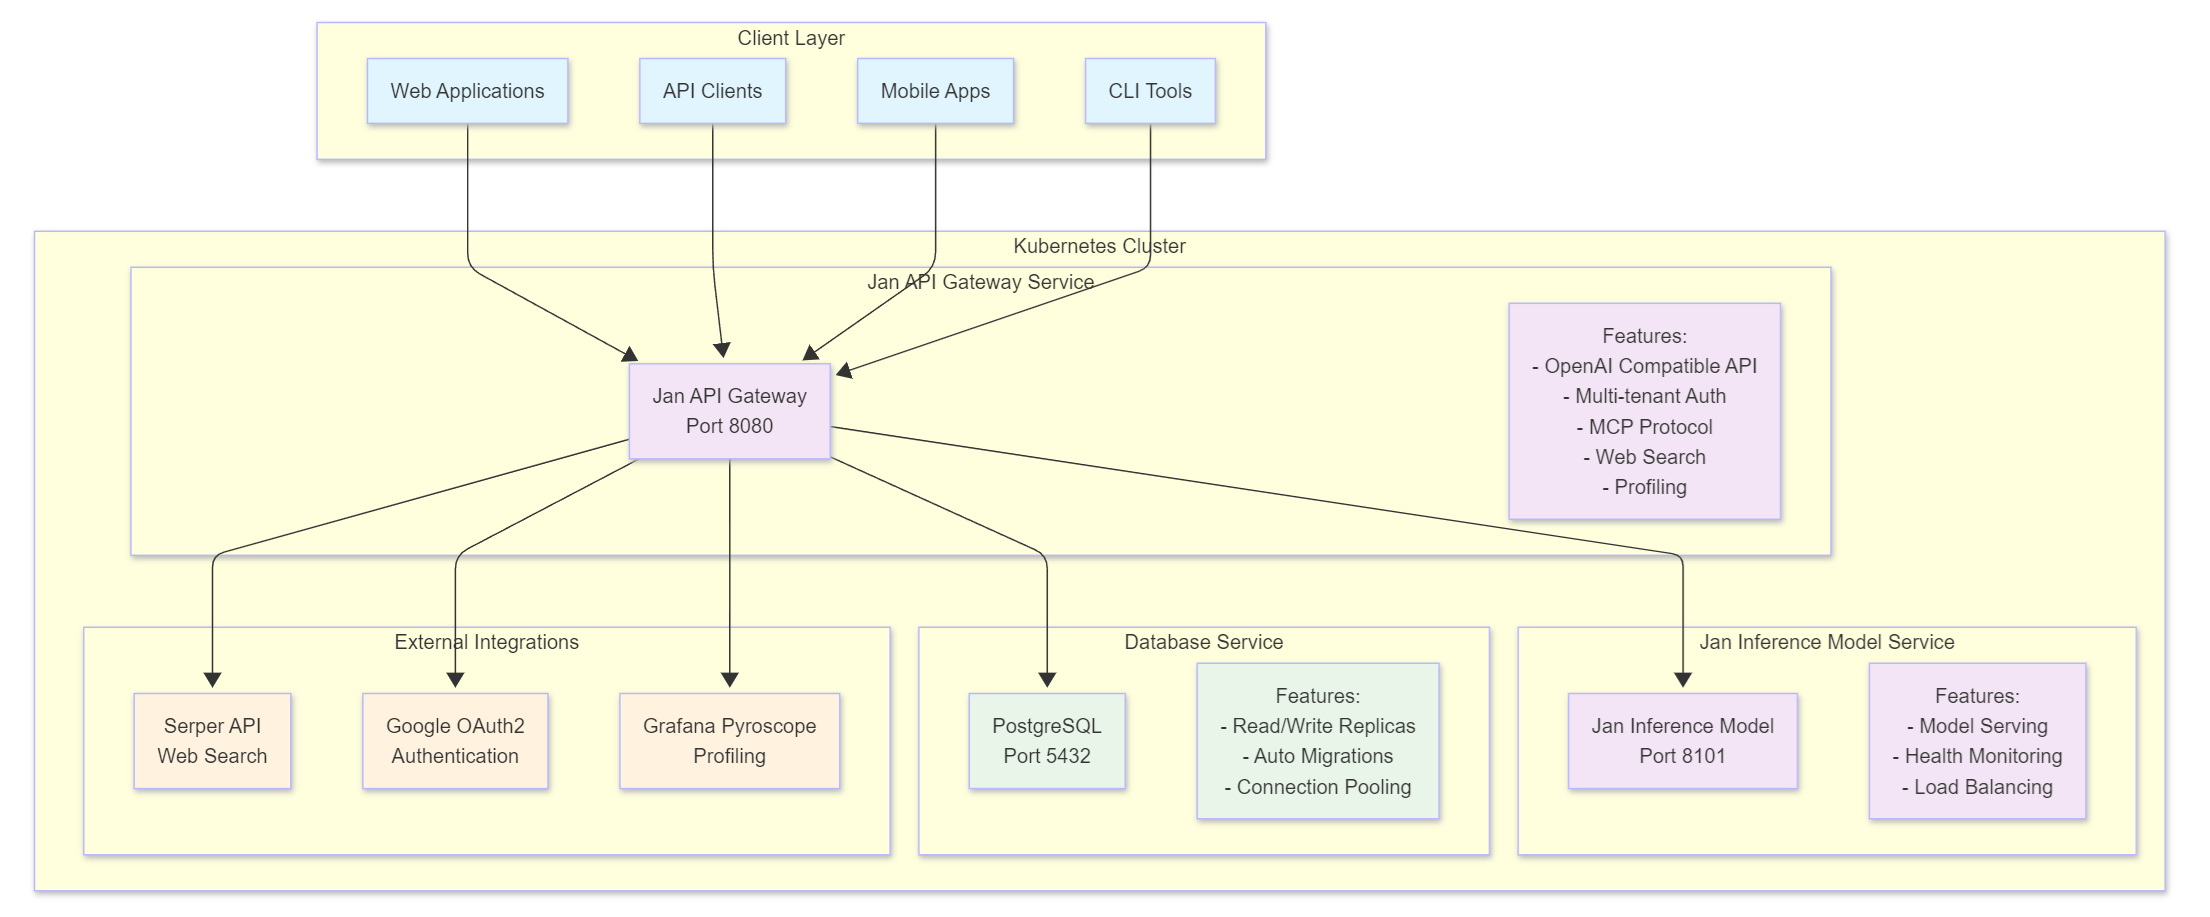 Client Layer
Web Applications
API Clients
Mobile Apps
CLI Tools
Kubernetes Cluster
Jan API Gateway Service
Jan API Gateway
Port 8080
Features:
- OpenAI Compatible API
- Multi-tenant Auth
- MCP Protocol
- Web Search
- Profiling
External Integrations
Serper API
Web Search
Google OAuth2
Authentication
Grafana Pyroscope
Profiling
Database Service
PostgreSQL
Port 5432
Features:
- Read/Write Replicas
- Auto Migrations
- Connection Pooling
Jan Inference Model Service
Jan Inference Model
Port 8101
Features:
- Model Serving
- Health Monitoring
- Load Balancing